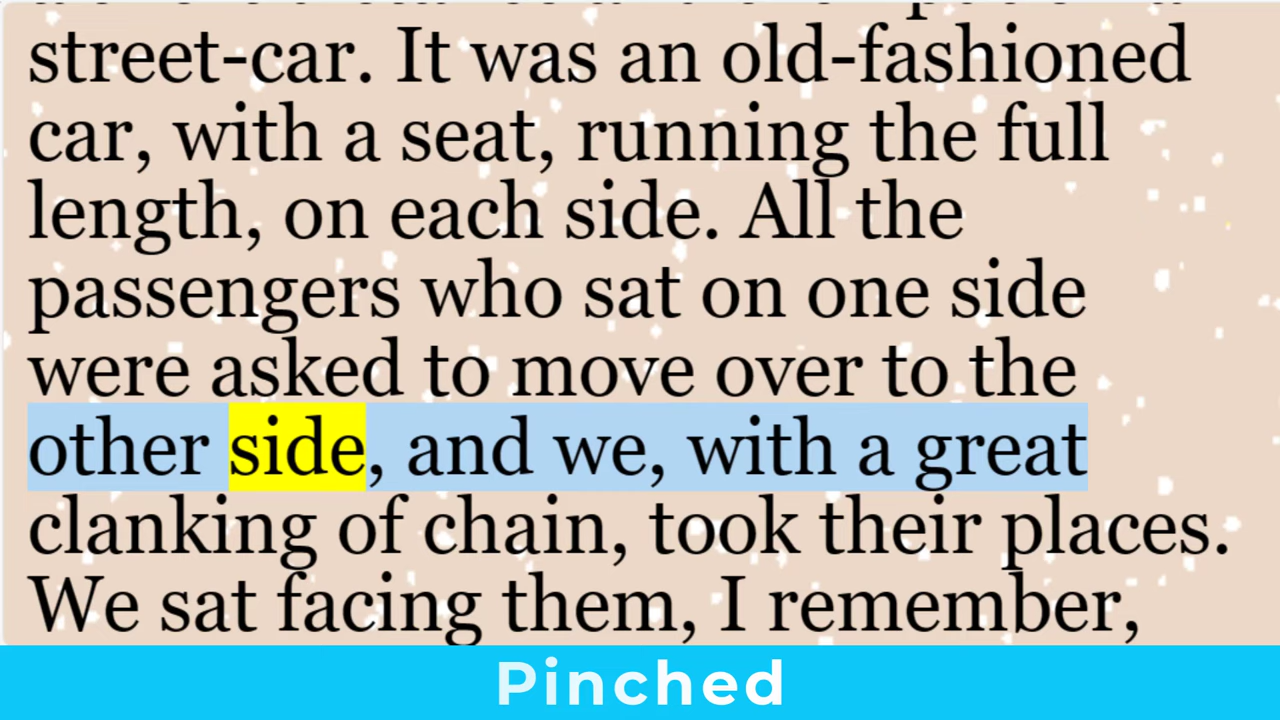 street-car. It was an old-fashioned
car, with a seat, running the full
length, on each side. All the
passengers who sat on one side
were asked to move over to the
other side, and we, with a great
clanking of chain, took their places.
We sat facing them, I remember,
Pinched